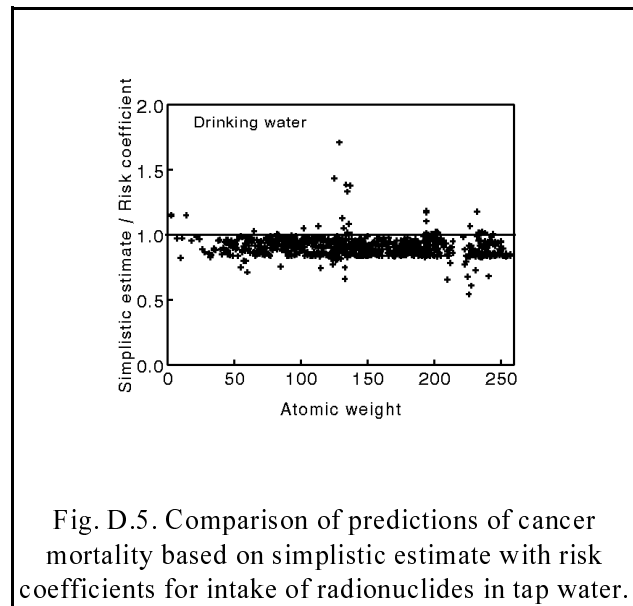 Simplistic estimate / Risk coefficient
2.0
Drinking water
1.5
1.0
0.5
0.0
0 50 100 150 200 250
Atomic weight
Fig. D.5. Comparison of predictions of cancer
mortality based on simplistic estimate with risk
coefficients for intake of radionuclides in tap water.